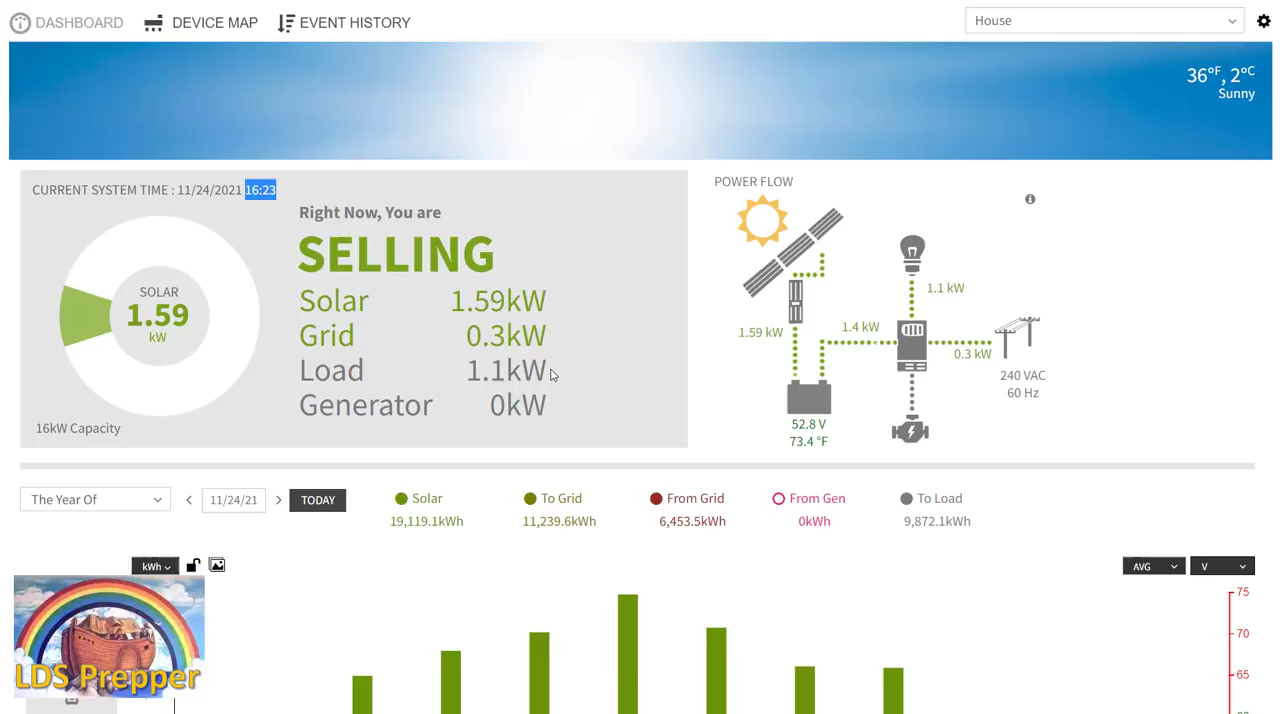 DASHBOARD DEVICE MAP EVENT HISTORY House
36°F, 2°C
Sunny
CURRENT SYSTEM TIME : 11/24/2021 16:23
SOLAR
1.59
kW
16kW Capacity
Right Now, You are
SELLING
Solar 1.59kW
Grid 0.3kW
Load 1.1kW
Generator 0kW
POWER FLOW
1.1 kW
1.59 kW
1.4 kW
0.3 kW
240 VAC
60 Hz
52.8 V
73.4 °F
The Year Of 11/24/21 TODAY
Solar To Grid From Grid From Gen To Load
19,119.1kWh 11,239.6kWh 6,453.5kWh 0kWh 9,872.1kWh
kWh AVG V
75
70
65
LDS Prepper